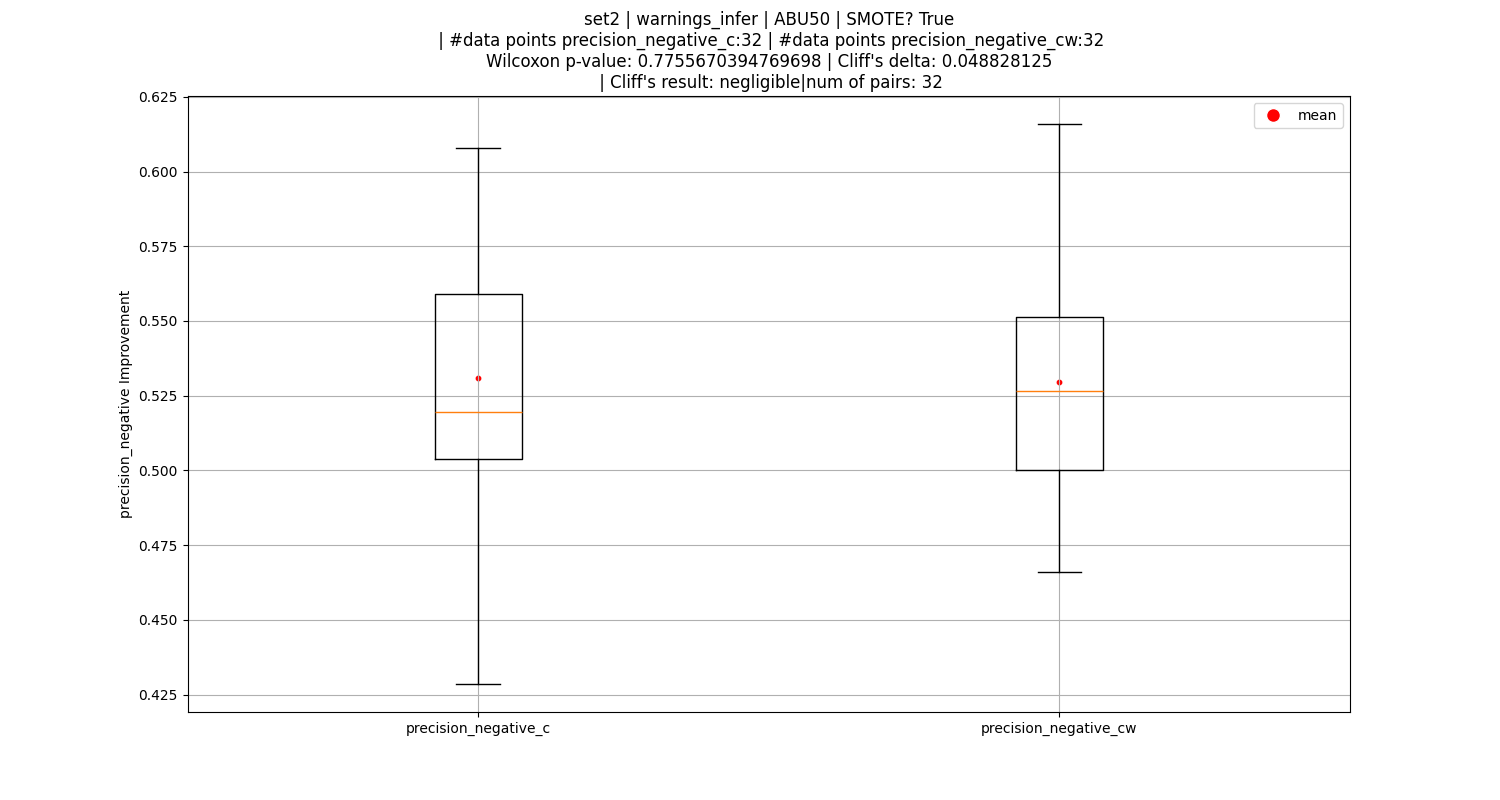 set2 | warnings_infer | ABU50 | SMOTE? True
| #data points precision_negative_c:32 | #data points precision_negative_cw:32
Wilcoxon p-value: 0.7755670394769698 | Cliff's delta: 0.048828125
| Cliff's result: negligible|num of pairs: 32
mean
precision_negative Improvement
0.625
0.600
0.575
0.550
0.525
0.500
0.475
0.450
0.425
precision_negative_c
precision_negative_cw